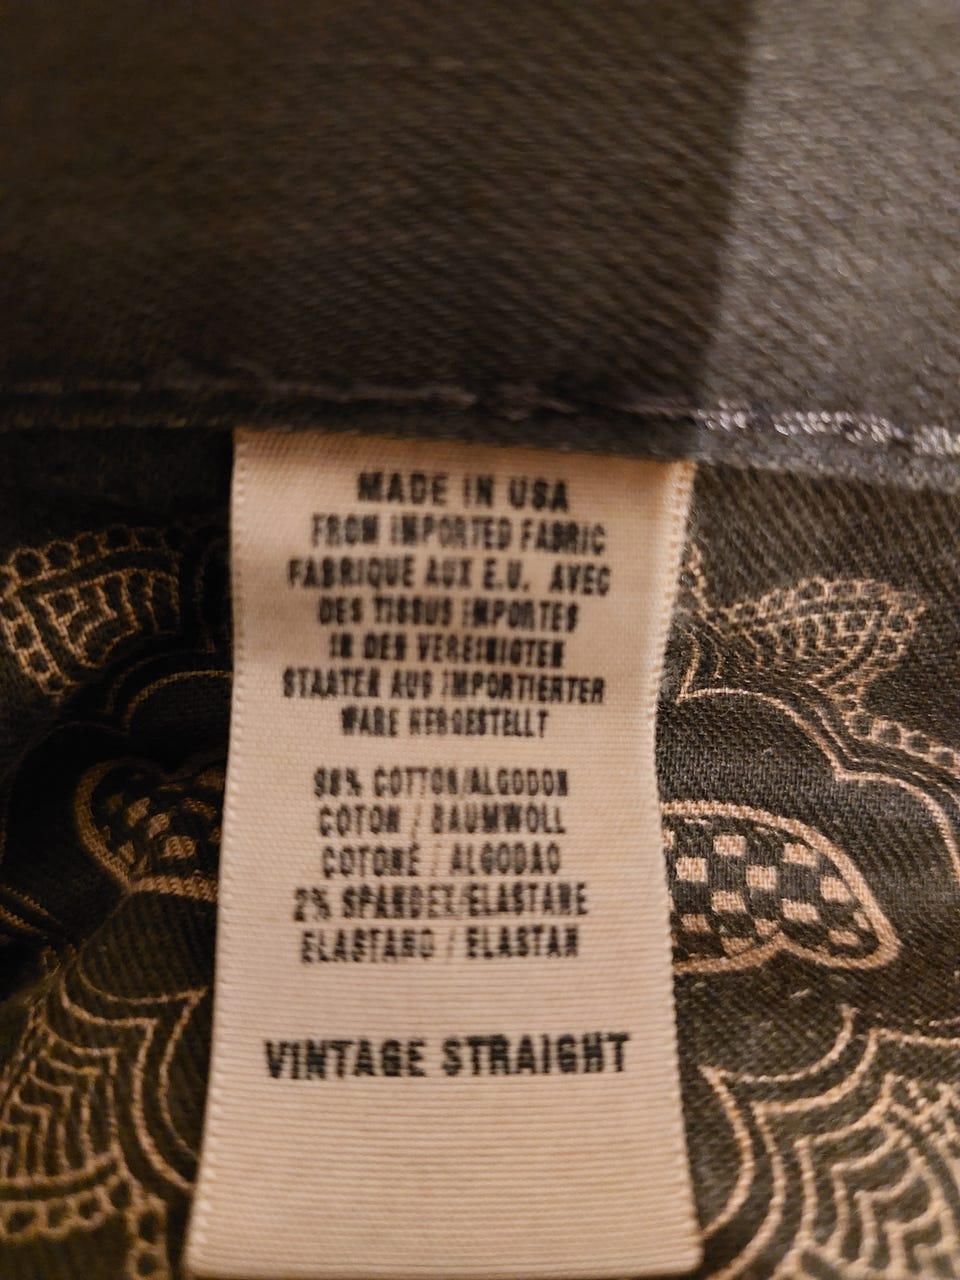 MADE IN USA
FROM IMPORTED FABRIC
FABRIQUE AUX E.U. AVEC
DES TISSUS IMPORTES
IN DEN VEREINIGTEN
STAATEN AUS IMPORTIERTER
WARE HERGESTELLT
98% COTTON/ALGODON
COTON / BAUMWOLL
COTONE / ALGODAO
2% SPANDEX/ELASTANE
ELASTANO / ELASTAN
VINTAGE STRAIGHT